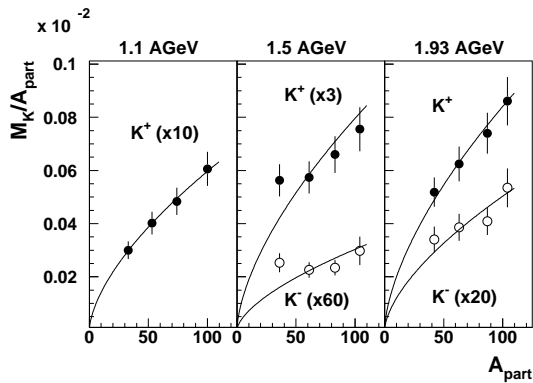 x 10⁻²
1.1 AGeV 1.5 AGeV 1.93 AGeV
M_K/A_part
0.1
0.08
0.06
0.04
0.02
K⁺ (x10)
K⁺ (x3)
K⁺
K⁻ (x60)
K⁻ (x20)
0 50 100 0 50 100 0 50 100
A_part